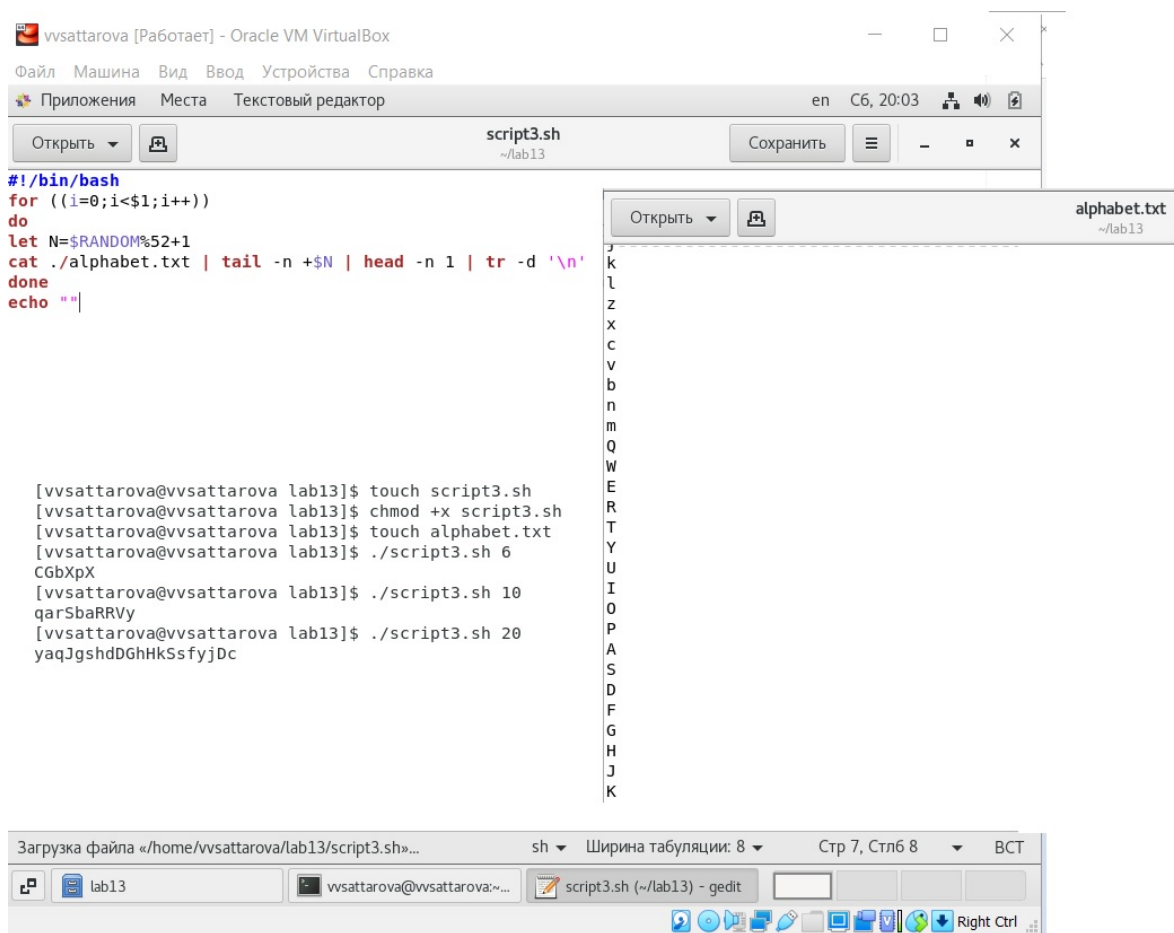 vvsattarova [Работает] - Oracle VM VirtualBox
Файл Машина Вид Ввод Устройства Справка
Приложения Места Текстовый редактор en Сб, 20:03
Открыть script3.sh Сохранить
~/lab13
#!/bin/bash
for ((i=0;i<$1;i++))
do
let N=$RANDOM%52+1
cat ./alphabet.txt | tail -n +$N | head -n 1 | tr -d '\n'
done
echo ""
[vvsattarova@vvsattarova lab13]$ touch script3.sh
[vvsattarova@vvsattarova lab13]$ chmod +x script3.sh
[vvsattarova@vvsattarova lab13]$ touch alphabet.txt
[vvsattarova@vvsattarova lab13]$ ./script3.sh 6
CGbXpX
[vvsattarova@vvsattarova lab13]$ ./script3.sh 10
qarSbaRRVy
[vvsattarova@vvsattarova lab13]$ ./script3.sh 20
yaqJgshdDGhHkSsfyjDc
Открыть alphabet.txt
~/lab13
k
l
z
x
c
v
b
n
m
Q
W
E
R
T
Y
U
I
O
P
A
S
D
F
G
H
J
K
Загрузка файла «/home/vvsattarova/lab13/script3.sh»... sh Ширина табуляции: 8 Стр 7, Стлб 8 ВСТ
lab13 vvsattarova@vvsattarova:~... script3.sh (~/lab13) - gedit
Right Ctrl